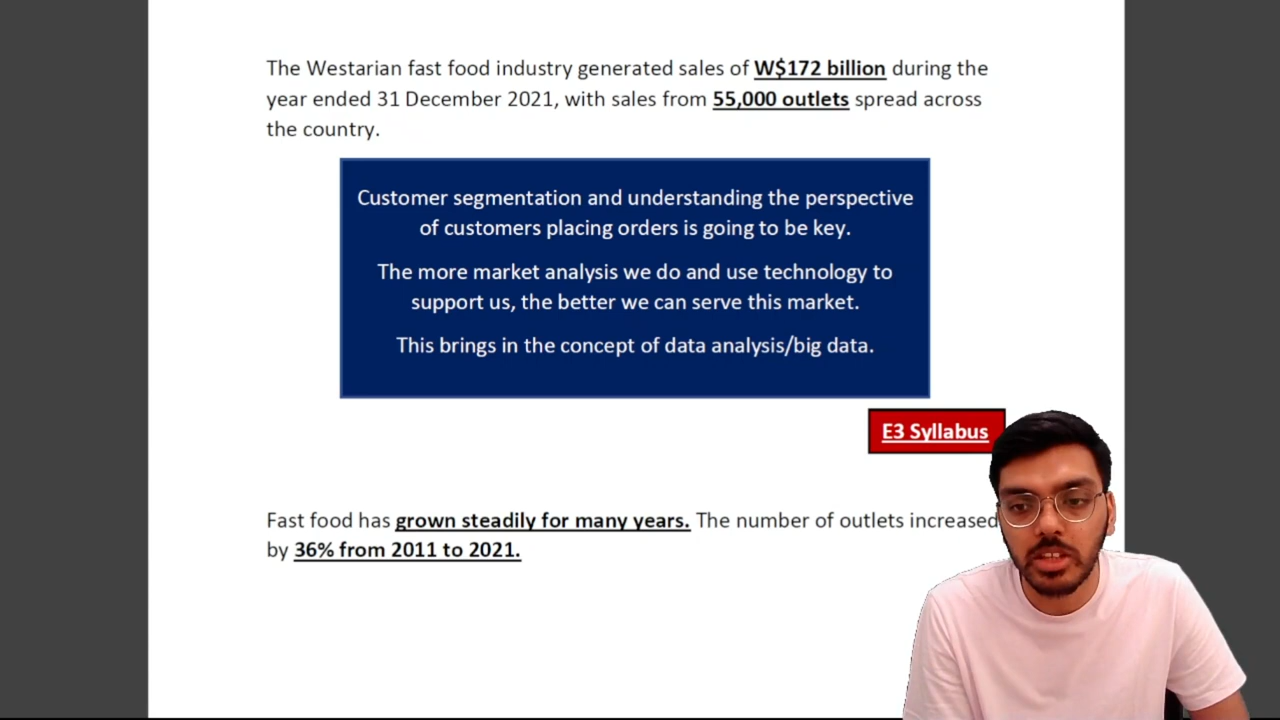 The Westarian fast food industry generated sales of W$172 billion during the
year ended 31 December 2021, with sales from 55,000 outlets spread across
the country.
Customer segmentation and understanding the perspective
of customers placing orders is going to be key.
The more market analysis we do and use technology to
support us, the better we can serve this market.
This brings in the concept of data analysis/big data.
E3 Syllabus
Fast food has grown steadily for many years. The number of outlets increased
by 36% from 2011 to 2021.